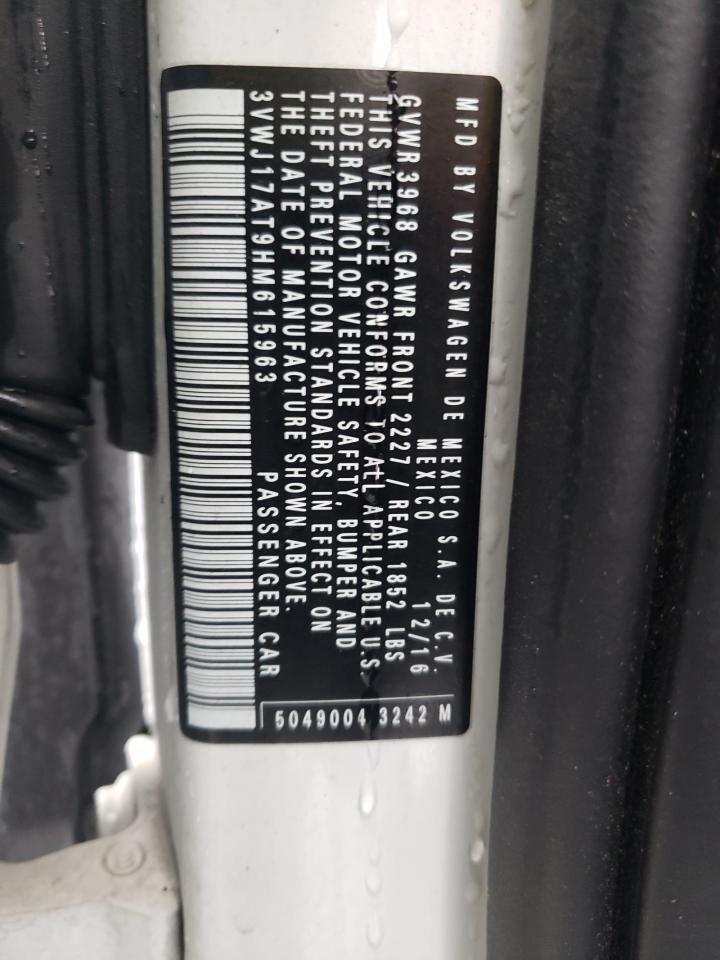 MFD BY VOLKSWAGEN DE MEXICO S.A. DE C.V.
MEXICO 12/16
GVWR 3968 GAWR FRONT 2227 / REAR 1852 LBS
THIS VEHICLE CONFORMS TO ALL APPLICABLE U.S.
FEDERAL MOTOR VEHICLE SAFETY, BUMPER AND
THEFT PREVENTION STANDARDS IN EFFECT ON
THE DATE OF MANUFACTURE SHOWN ABOVE.
3VWJ17AT9HM615963 PASSENGER CAR
5049004 3242 M